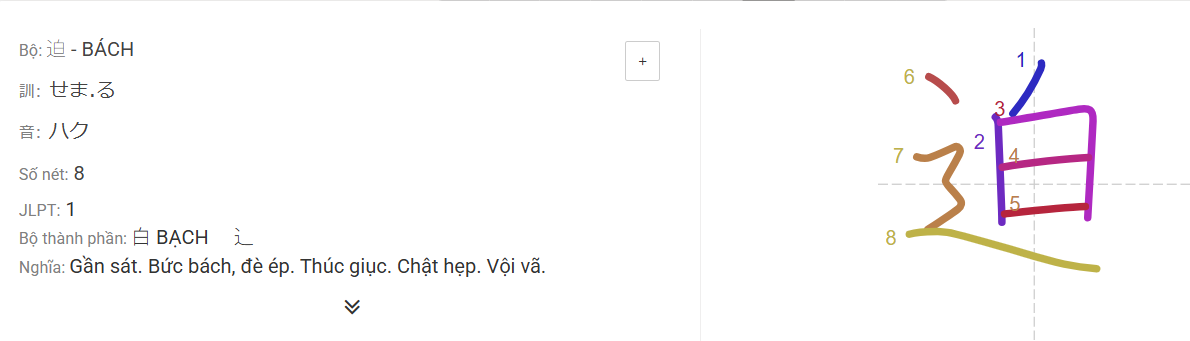 Bộ: 迫 - BÁCH
+
訓: せま.る
音: ハク
Số nét: 8
JLPT: 1
Bộ thành phần: 白 BẠCH 辶
Nghĩa: Gần sát. Bức bách, đè ép. Thúc giục. Chật hẹp. Vội vã.
迫
1
6
3
2
7
4
5
8